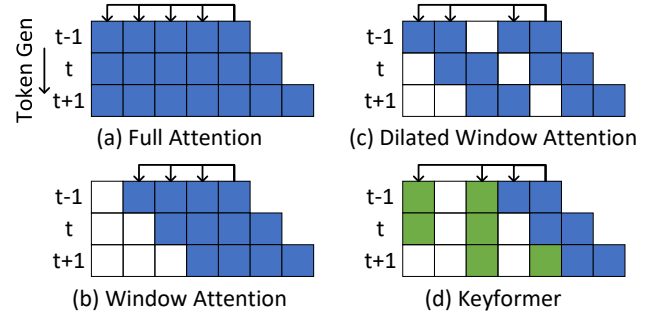 Token Gen
t-1
t
t+1
(a) Full Attention
t-1
t
t+1
(c) Dilated Window Attention
t-1
t
t+1
(b) Window Attention
t-1
t
t+1
(d) Keyformer